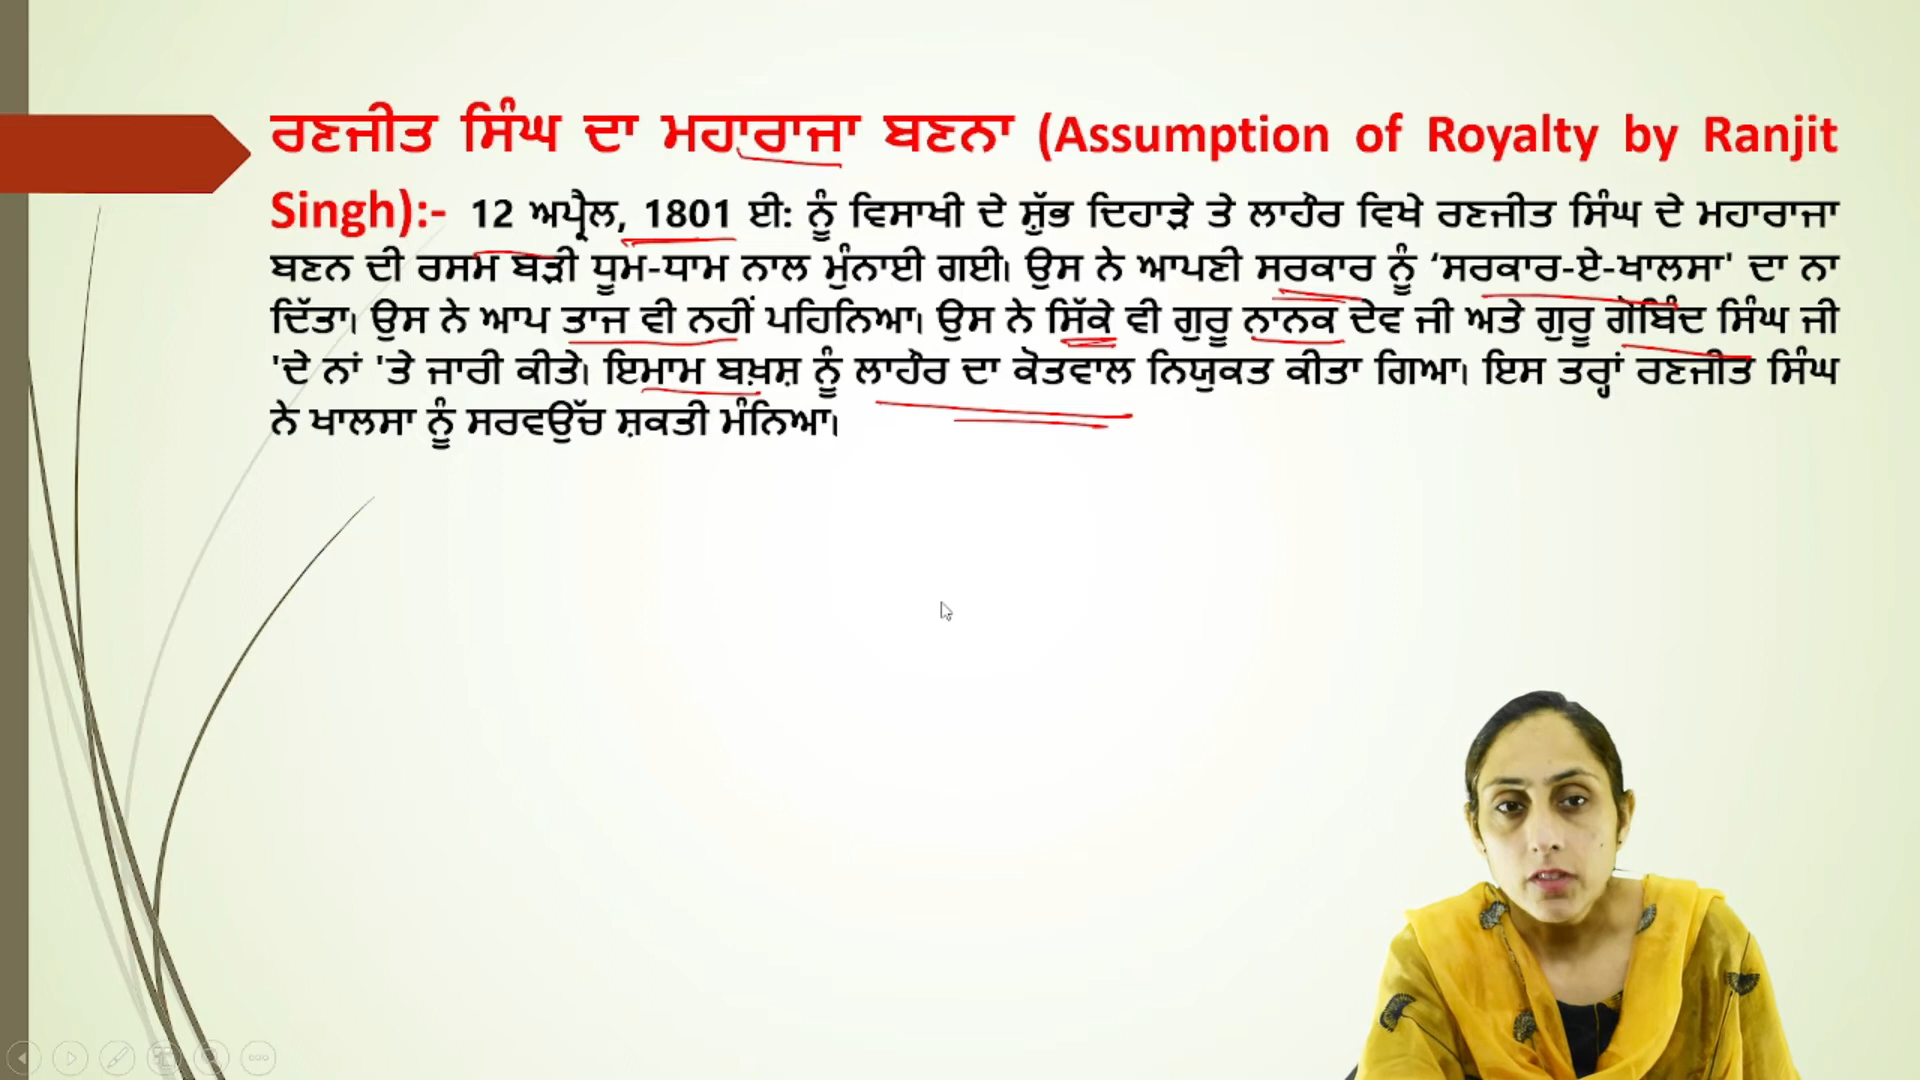 ਰਣਜੀਤ ਸਿੰਘ ਦਾ ਮਹਾਰਾਜਾ ਬਣਨਾ (Assumption of Royalty by Ranjit
Singh):- 12 ਅਪ੍ਰੈਲ, 1801 ਈ: ਨੂੰ ਵਿਸਾਖੀ ਦੇ ਸ਼ੁੱਭ ਦਿਹਾੜੇ ਤੇ ਲਾਹੌਰ ਵਿਖੇ ਰਣਜੀਤ ਸਿੰਘ ਦੇ ਮਹਾਰਾਜਾ
ਬਣਨ ਦੀ ਰਸਮ ਬੜੀ ਧੂਮ-ਧਾਮ ਨਾਲ ਮੁੰਨਾਈ ਗਈ। ਉਸ ਨੇ ਆਪਣੀ ਸਰਕਾਰ ਨੂੰ ‘ਸਰਕਾਰ-ਏ-ਖਾਲਸਾ' ਦਾ ਨਾ
ਦਿੱਤਾ। ਉਸ ਨੇ ਆਪ ਤਾਜ ਵੀ ਨਹੀਂ ਪਹਿਨਿਆ। ਉਸ ਨੇ ਸਿੱਕੇ ਵੀ ਗੁਰੂ ਨਾਨਕ ਦੇਵ ਜੀ ਅਤੇ ਗੁਰੂ ਗੋਬਿੰਦ ਸਿੰਘ ਜੀ
'ਦੇ ਨਾਂ 'ਤੇ ਜਾਰੀ ਕੀਤੇ। ਇਮਾਮ ਬਖ਼ਸ਼ ਨੂੰ ਲਾਹੌਰ ਦਾ ਕੋਤਵਾਲ ਨਿਯੁਕਤ ਕੀਤਾ ਗਿਆ। ਇਸ ਤਰ੍ਹਾਂ ਰਣਜੀਤ ਸਿੰਘ
ਨੇ ਖਾਲਸਾ ਨੂੰ ਸਰਵਉੱਚ ਸ਼ਕਤੀ ਮੰਨਿਆ।